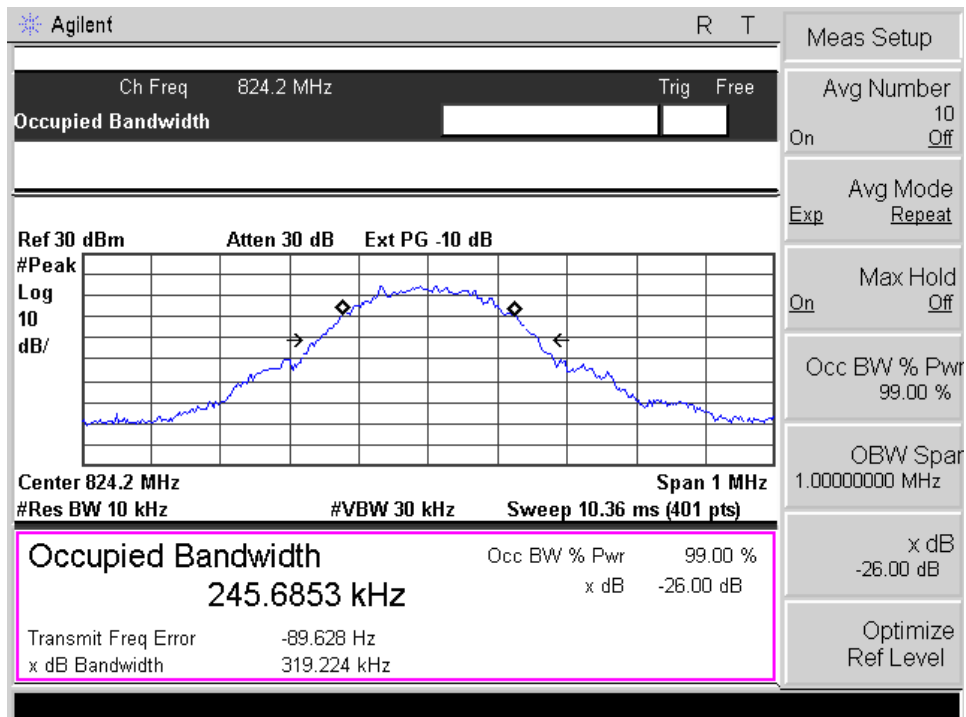 Agilent R T
Ch Freq 824.2 MHz Trig Free
Occupied Bandwidth
Ref 30 dBm Atten 30 dB Ext PG -10 dB
#Peak
Log
10
dB/
Center 824.2 MHz Span 1 MHz
#Res BW 10 kHz #VBW 30 kHz Sweep 10.36 ms (401 pts)
Occupied Bandwidth
245.6853 kHz
Occ BW % Pwr 99.00 %
x dB -26.00 dB
Transmit Freq Error -89.628 Hz
x dB Bandwidth 319.224 kHz
Meas Setup
Avg Number
10
On Off
Avg Mode
Exp Repeat
Max Hold
On Off
Occ BW % Pwr
99.00 %
OBW Span
1.00000000 MHz
x dB
-26.00 dB
Optimize
Ref Level